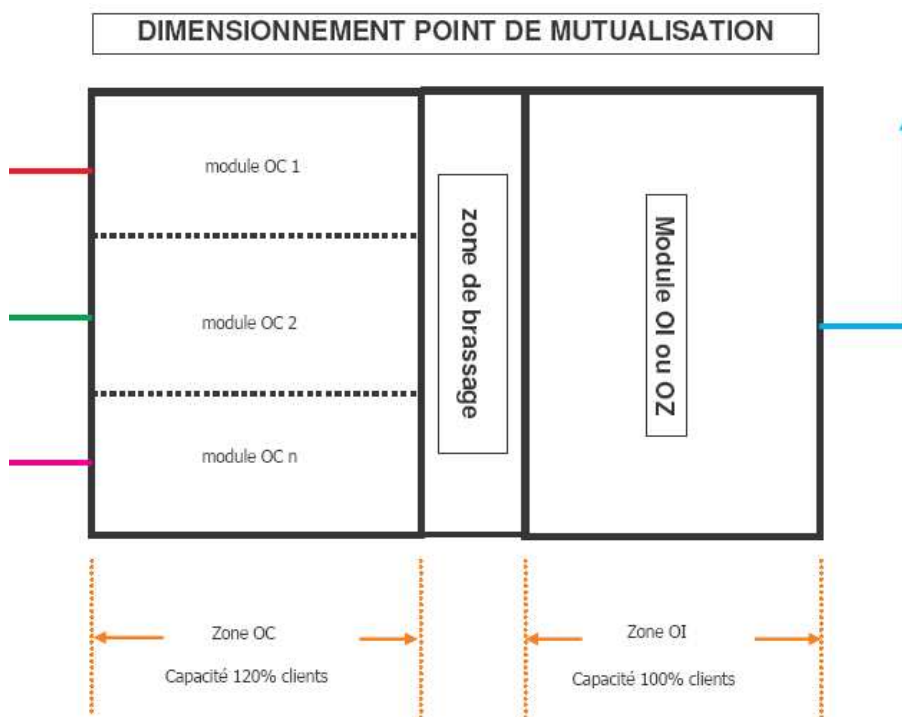 DIMENSIONNEMENT POINT DE MUTUALISATION
module OC 1
module OC 2
module OC n
zone de brassage
Module OI ou OZ
Zone OC
Capacité 120% clients
Zone OI
Capacité 100% clients